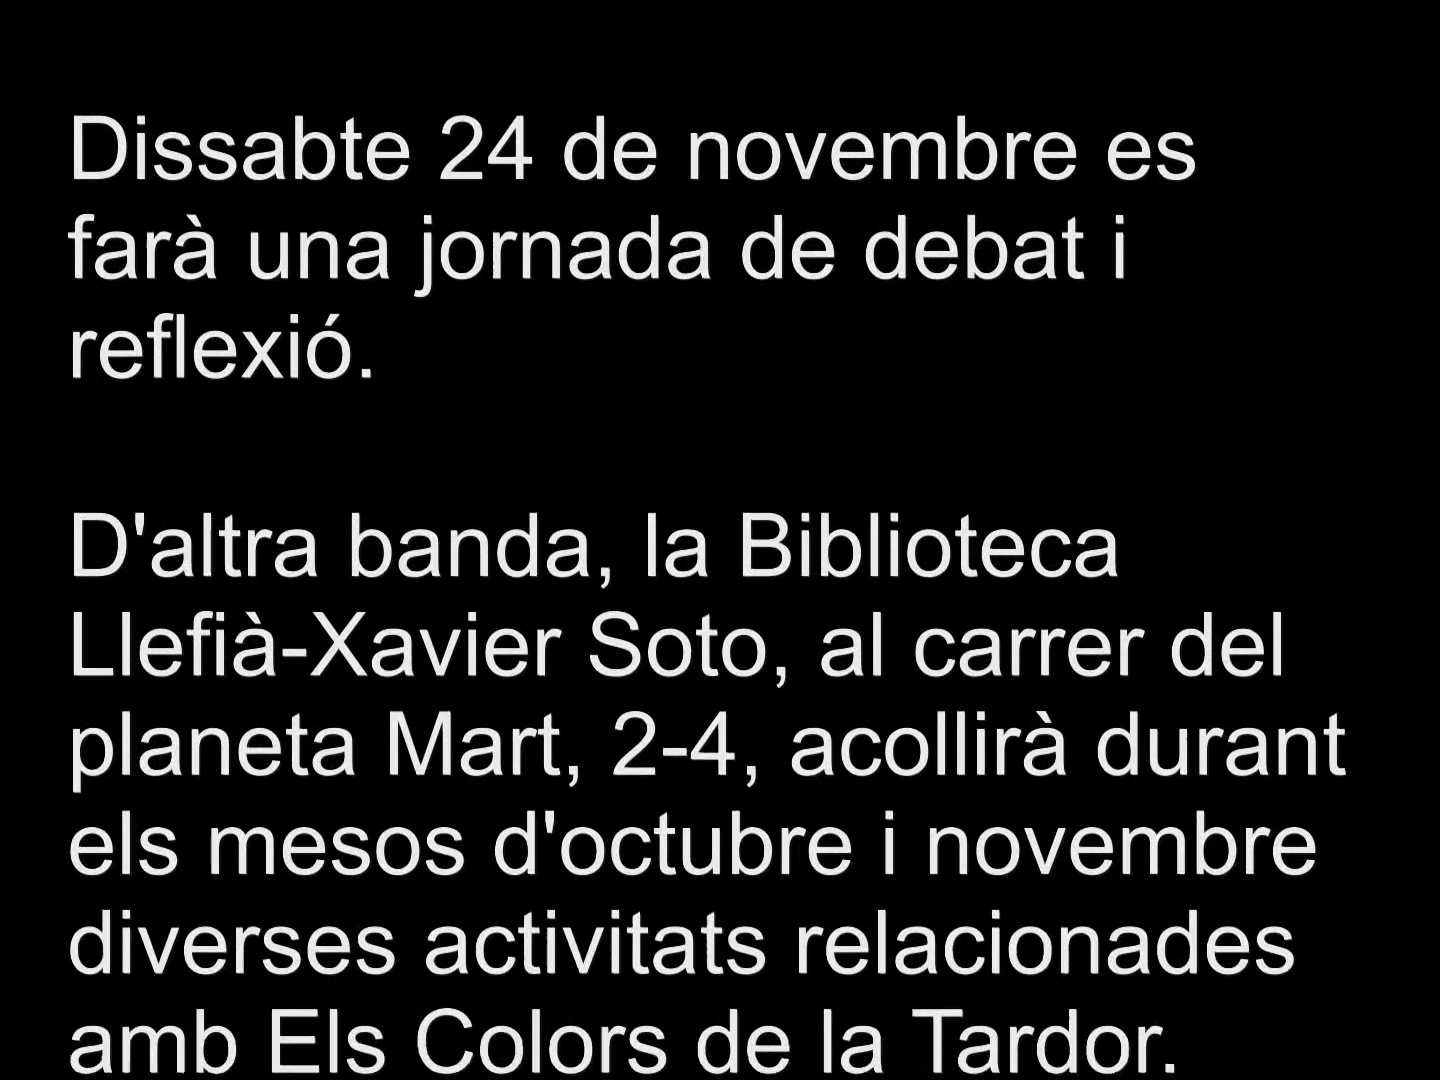 Dissabte 24 de novembre es
farà una jornada de debat i
reflexió.
D'altra banda, la Biblioteca
Llefià-Xavier Soto, al carrer del
planeta Mart, 2-4, acollirà durant
els mesos d'octubre i novembre
diverses activitats relacionades
amb Els Colors de la Tardor.